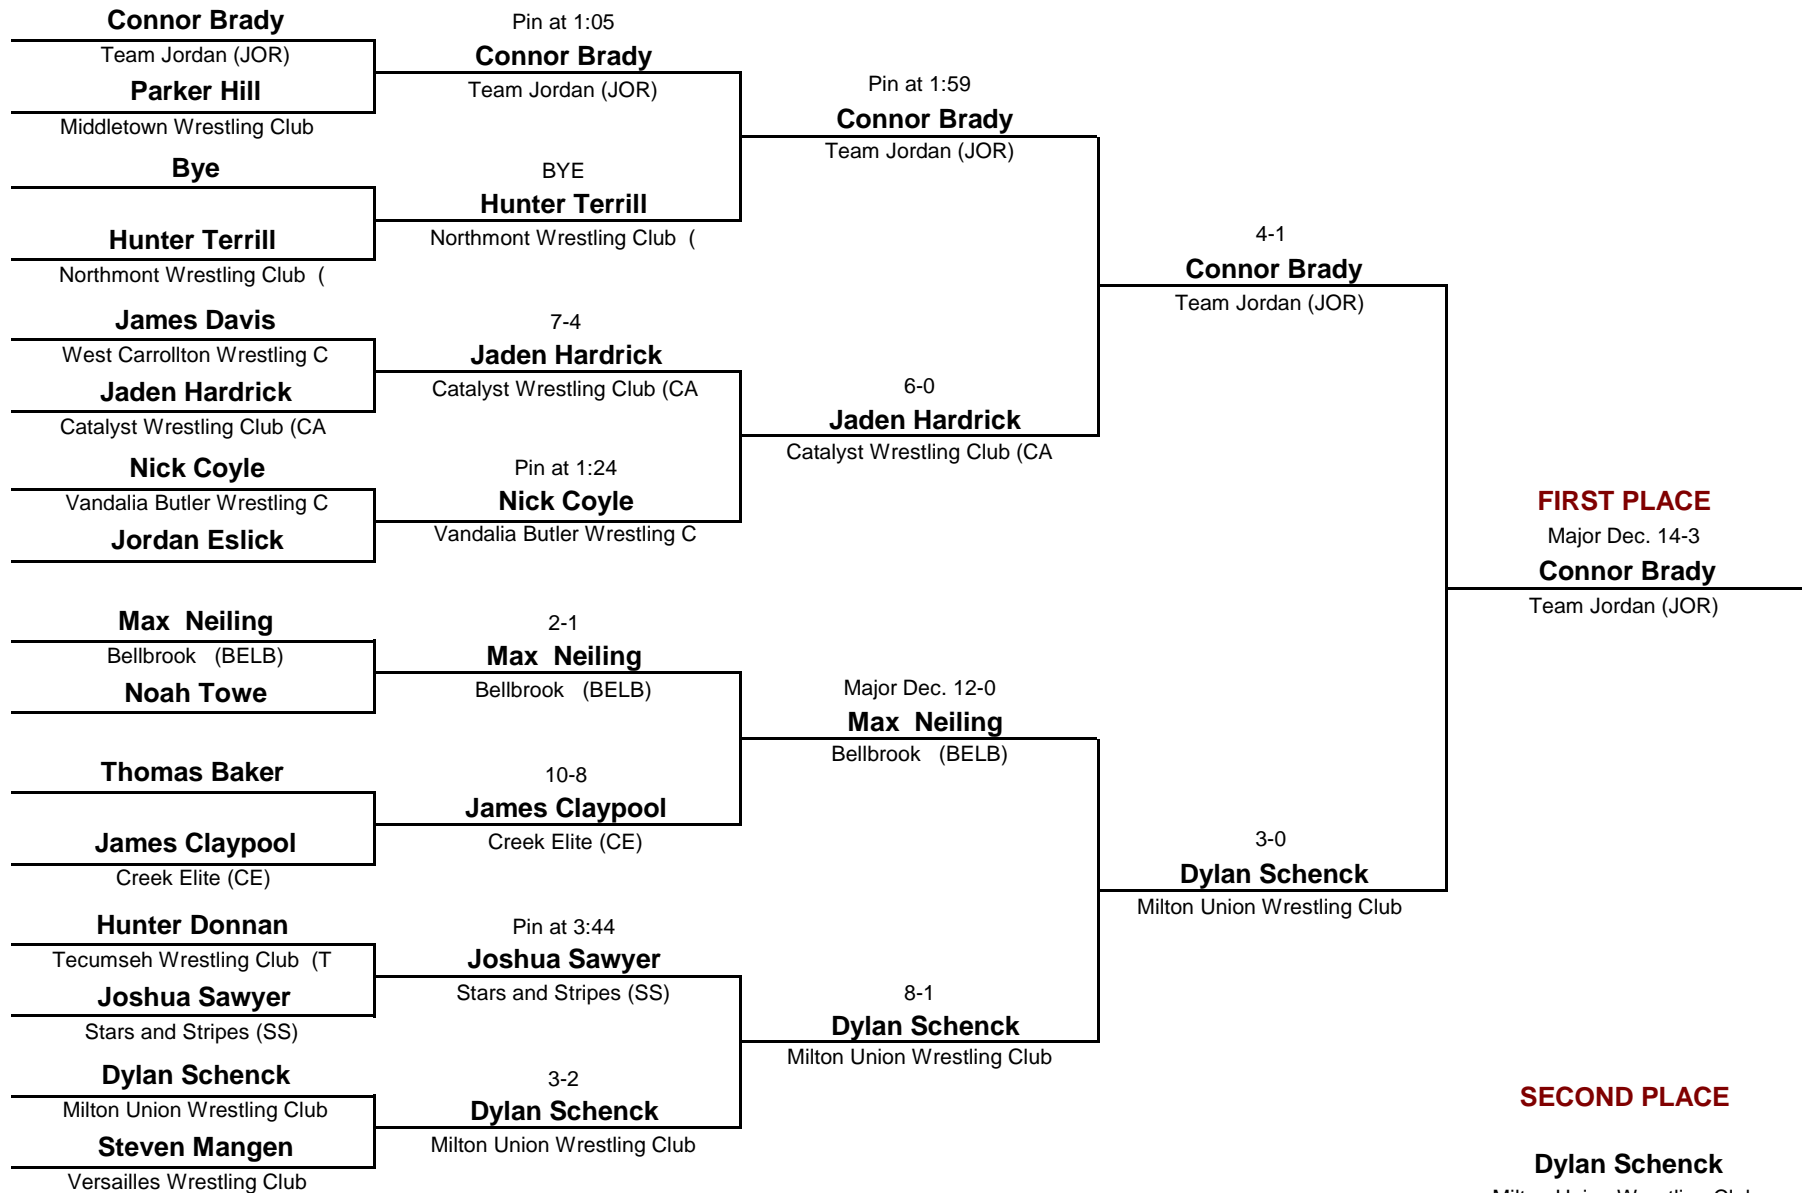 Connor Brady
Team Jordan (JOR)
Parker Hill
Middletown Wrestling Club
Bye
Hunter Terrill
Northmont Wrestling Club  (
James Davis
West Carrollton Wrestling C
Jaden Hardrick
Catalyst Wrestling Club (CA
Nick Coyle
Vandalia Butler Wrestling C
Jordan Eslick
Max  Neiling
Bellbrook   (BELB)
Noah Towe
Thomas Baker
James Claypool
Creek Elite (CE)
Hunter Donnan
Tecumseh Wrestling Club  (T
Joshua Sawyer
Stars and Stripes (SS)
Dylan Schenck
Milton Union Wrestling Club
Steven Mangen
Versailles Wrestling Club
Pin at 1:05
Connor Brady
Team Jordan (JOR)
BYE
Hunter Terrill
Northmont Wrestling Club  (
7-4
Jaden Hardrick
Catalyst Wrestling Club (CA
Pin at 1:24
Nick Coyle
Vandalia Butler Wrestling C
2-1
Max  Neiling
Bellbrook   (BELB)
10-8
James Claypool
Creek Elite (CE)
Pin at 3:44
Joshua Sawyer
Stars and Stripes (SS)
3-2
Dylan Schenck
Milton Union Wrestling Club
Pin at 1:59
Connor Brady
Team Jordan (JOR)
6-0
Jaden Hardrick
Catalyst Wrestling Club (CA
Major Dec. 12-0
Max  Neiling
Bellbrook   (BELB)
8-1
Dylan Schenck
Milton Union Wrestling Club
4-1
Connor Brady
Team Jordan (JOR)
3-0
Dylan Schenck
Milton Union Wrestling Club
FIRST PLACE
Major Dec. 14-3
Connor Brady
Team Jordan (JOR)
SECOND PLACE
Dylan Schenck
Milton Union Wrestling Club